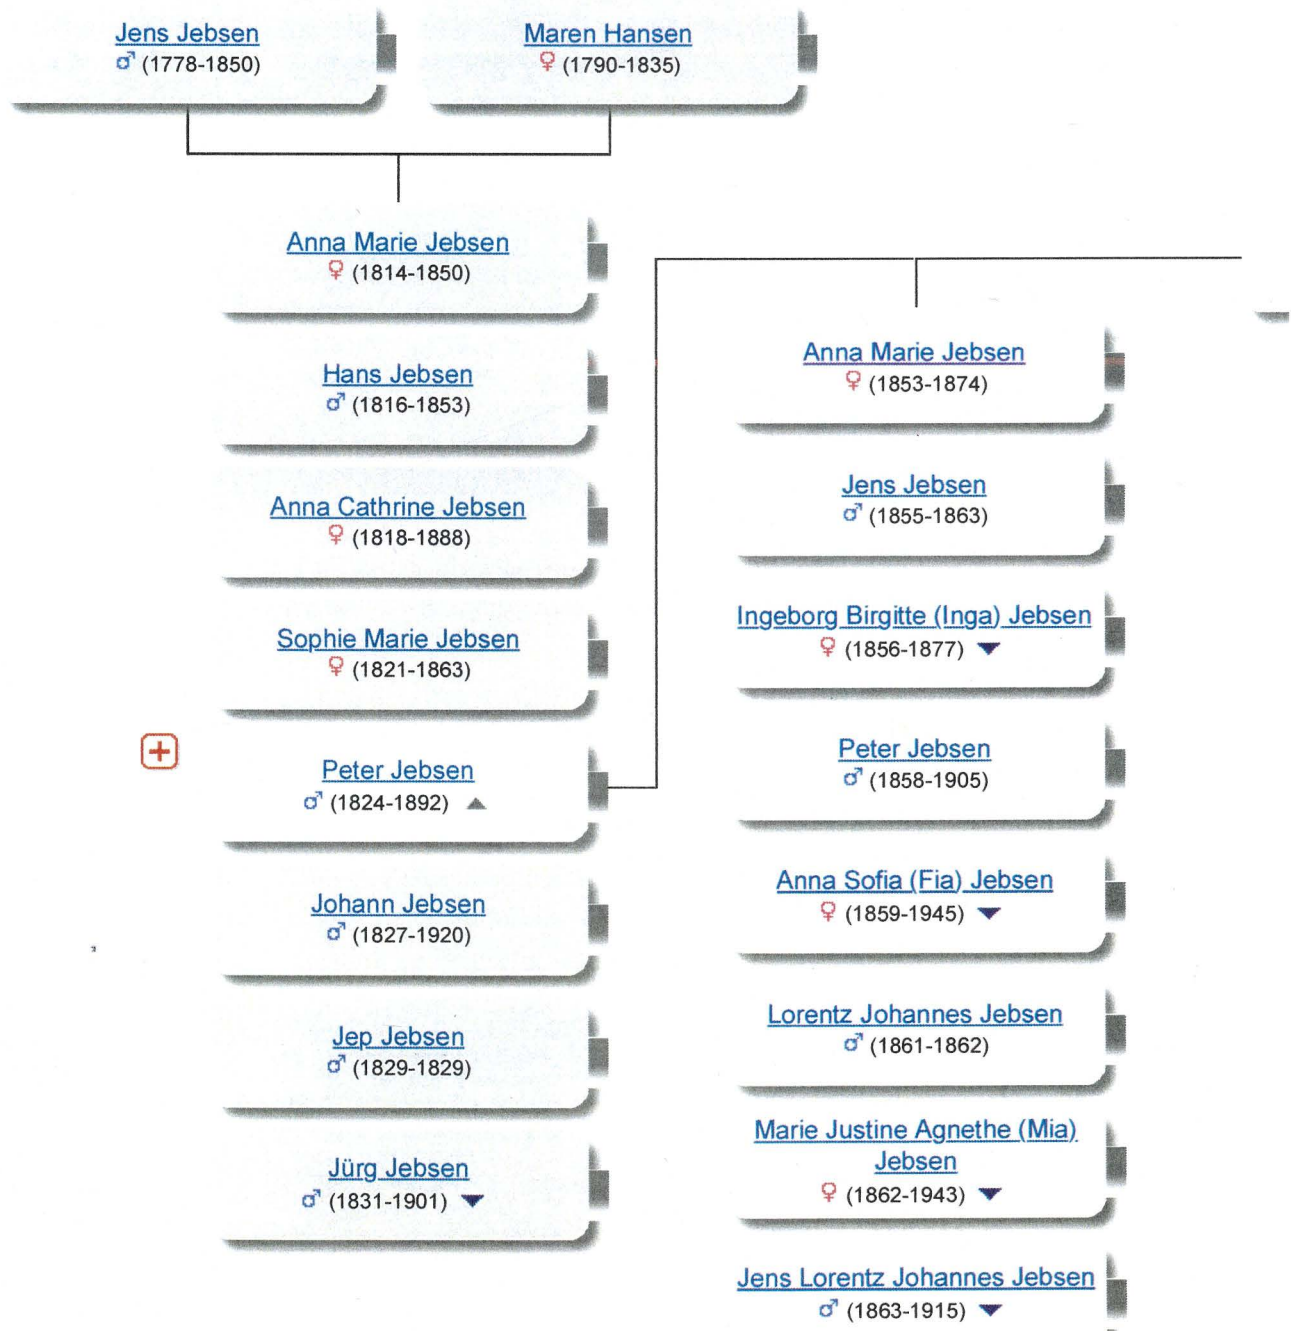 Jens Jebsen
♂ (1778-1850)
Maren Hansen
♀ (1790-1835)
Anna Marie Jebsen
♀ (1814-1850)
Hans Jebsen
♂ (1816-1853)
Anna Cathrine Jebsen
♀ (1818-1888)
Sophie Marie Jebsen
♀ (1821-1863)
Peter Jebsen
♂ (1824-1892) ▲
Johann Jebsen
♂ (1827-1920)
Jep Jebsen
♂ (1829-1829)
Jürg Jebsen
♂ (1831-1901) ▼
Anna Marie Jebsen
♀ (1853-1874)
Jens Jebsen
♂ (1855-1863)
Ingeborg Birgitte (Inga) Jebsen
♀ (1856-1877) ▼
Peter Jebsen
♂ (1858-1905)
Anna Sofia (Fia) Jebsen
♀ (1859-1945) ▼
Lorentz Johannes Jebsen
♂ (1861-1862)
Marie Justine Agnethe (Mia)
Jebsen
♀ (1862-1943) ▼
Jens Lorentz Johannes Jebsen
♂ (1863-1915) ▼